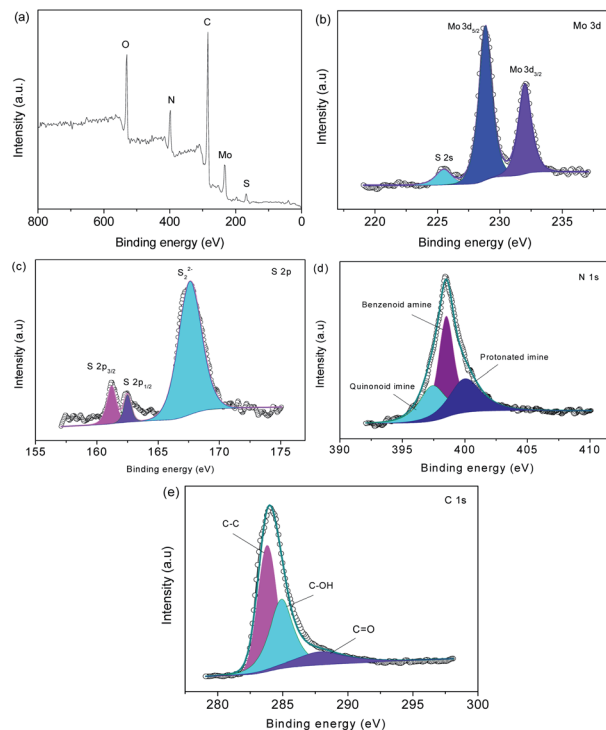 (a)
O
C
N
Mo
S
Intensity (a.u.)
800 600 400 200 0
Binding energy (eV)
(b)
Mo 3d
Mo 3d5/2
Mo 3d3/2
S 2s
Intensity (a.u.)
220 225 230 235
Binding energy (eV)
(c)
S 2p
S₂²⁻
S 2p3/2
S 2p1/2
Intensity (a.u)
155 160 165 170 175
Binding energy (eV)
(d)
N 1s
Benzenoid amine
Protonated imine
Quinonoid imine
Intensity (a.u)
390 395 400 405 410
Binding energy (eV)
(e)
C 1s
C-C
C-OH
C=O
Intensity (a.u)
280 285 290 295 300
Binding energy (eV)